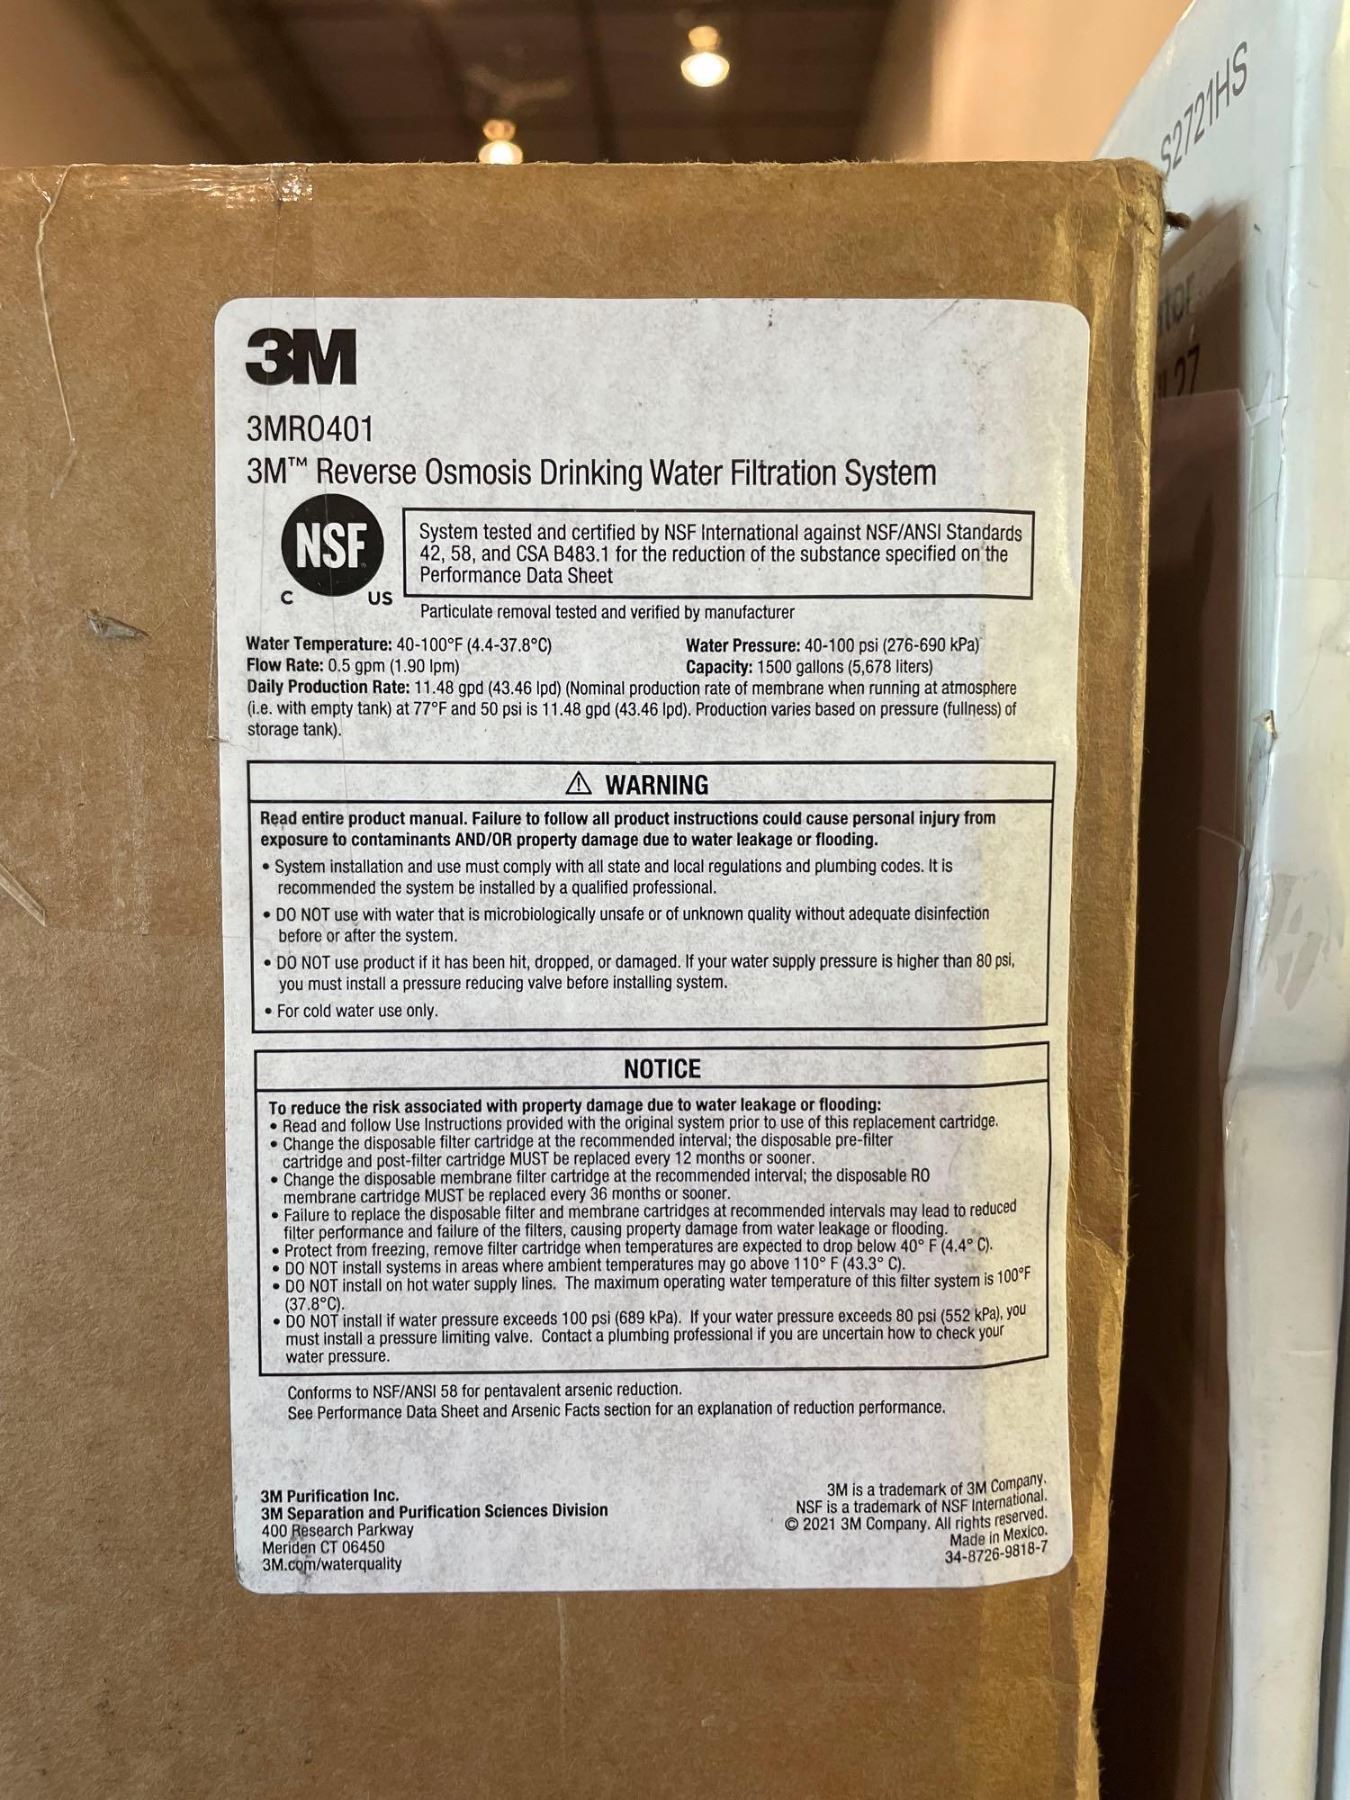 S2721HS
3M
3MRO401
3M™ Reverse Osmosis Drinking Water Filtration System
NSF
C US
System tested and certified by NSF International against NSF/ANSI Standards
42, 58, and CSA B483.1 for the reduction of the substance specified on the
Performance Data Sheet
Particulate removal tested and verified by manufacturer
Water Temperature: 40-100°F (4.4-37.8°C) Water Pressure: 40-100 psi (276-690 kPa)
Flow Rate: 0.5 gpm (1.90 lpm) Capacity: 1500 gallons (5,678 liters)
Daily Production Rate: 11.48 gpd (43.46 lpd) (Nominal production rate of membrane when running at atmosphere
(i.e. with empty tank) at 77°F and 50 psi is 11.48 gpd (43.46 lpd). Production varies based on pressure (fullness) of
storage tank).
⚠ WARNING
Read entire product manual. Failure to follow all product instructions could cause personal injury from
exposure to contaminants AND/OR property damage due to water leakage or flooding.
• System installation and use must comply with all state and local regulations and plumbing codes. It is
recommended the system be installed by a qualified professional.
• DO NOT use with water that is microbiologically unsafe or of unknown quality without adequate disinfection
before or after the system.
• DO NOT use product if it has been hit, dropped, or damaged. If your water supply pressure is higher than 80 psi,
you must install a pressure reducing valve before installing system.
• For cold water use only.
NOTICE
To reduce the risk associated with property damage due to water leakage or flooding:
• Read and follow Use Instructions provided with the original system prior to use of this replacement cartridge.
• Change the disposable filter cartridge at the recommended interval; the disposable pre-filter
cartridge and post-filter cartridge MUST be replaced every 12 months or sooner.
• Change the disposable membrane filter cartridge at the recommended interval; the disposable RO
membrane cartridge MUST be replaced every 36 months or sooner.
• Failure to replace the disposable filter and membrane cartridges at recommended intervals may lead to reduced
filter performance and failure of the filters, causing property damage from water leakage or flooding.
• Protect from freezing, remove filter cartridge when temperatures are expected to drop below 40° F (4.4° C).
• DO NOT install systems in areas where ambient temperatures may go above 110° F (43.3° C).
• DO NOT install on hot water supply lines. The maximum operating water temperature of this filter system is 100°F
(37.8°C).
• DO NOT install if water pressure exceeds 100 psi (689 kPa). If your water pressure exceeds 80 psi (552 kPa), you
must install a pressure limiting valve. Contact a plumbing professional if you are uncertain how to check your
water pressure.
Conforms to NSF/ANSI 58 for pentavalent arsenic reduction.
See Performance Data Sheet and Arsenic Facts section for an explanation of reduction performance.
3M Purification Inc.
3M Separation and Purification Sciences Division
400 Research Parkway
Meriden CT 06450
3M.com/waterquality
3M is a trademark of 3M Company.
NSF is a trademark of NSF International.
© 2021 3M Company. All rights reserved.
Made in Mexico.
34-8726-9818-7
27